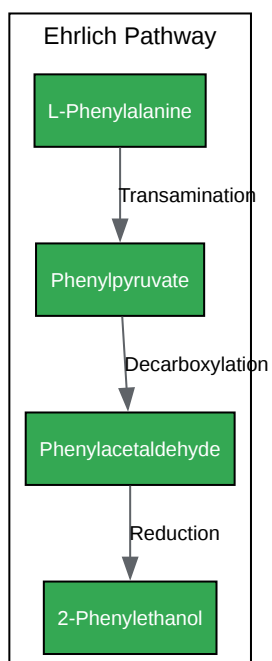 Ehrlich Pathway
L-Phenylalanine
Transamination
Phenylpyruvate
Decarboxylation
Phenylacetaldehyde
Reduction
2-Phenylethanol